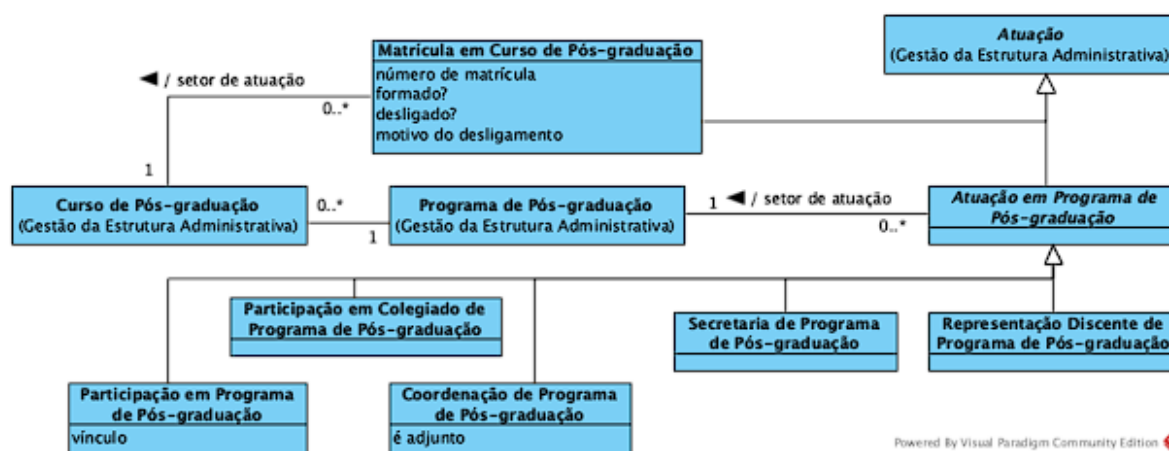 Atuação
(Gestão da Estrutura Administrativa)
Matrícula em Curso de Pós-graduação
número de matrícula
formado?
desligado?
motivo do desligamento
◄ / setor de atuação
0..*
1
Curso de Pós-graduação
(Gestão da Estrutura Administrativa)
0..*
1
Programa de Pós-graduação
(Gestão da Estrutura Administrativa)
1 ◄ / setor de atuação
0..*
Atuação em Programa de
Pós-graduação
Participação em Colegiado de
Programa de Pós-graduação
Secretaria de Programa
de Pós-graduação
Representação Discente de
Programa de Pós-graduação
Participação em Programa
de Pós-graduação
vínculo
Coordenação de Programa
de Pós-graduação
é adjunto
Powered By Visual Paradigm Community Edition